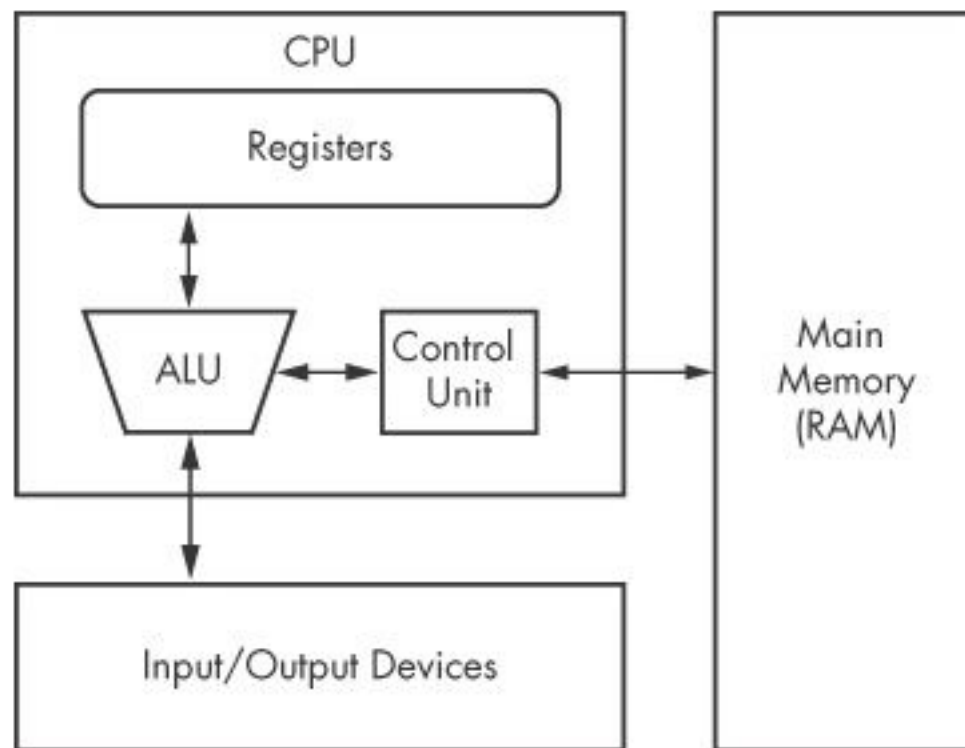 CPU
Registers
ALU
Control
Unit
Main
Memory
(RAM)
Input/Output Devices